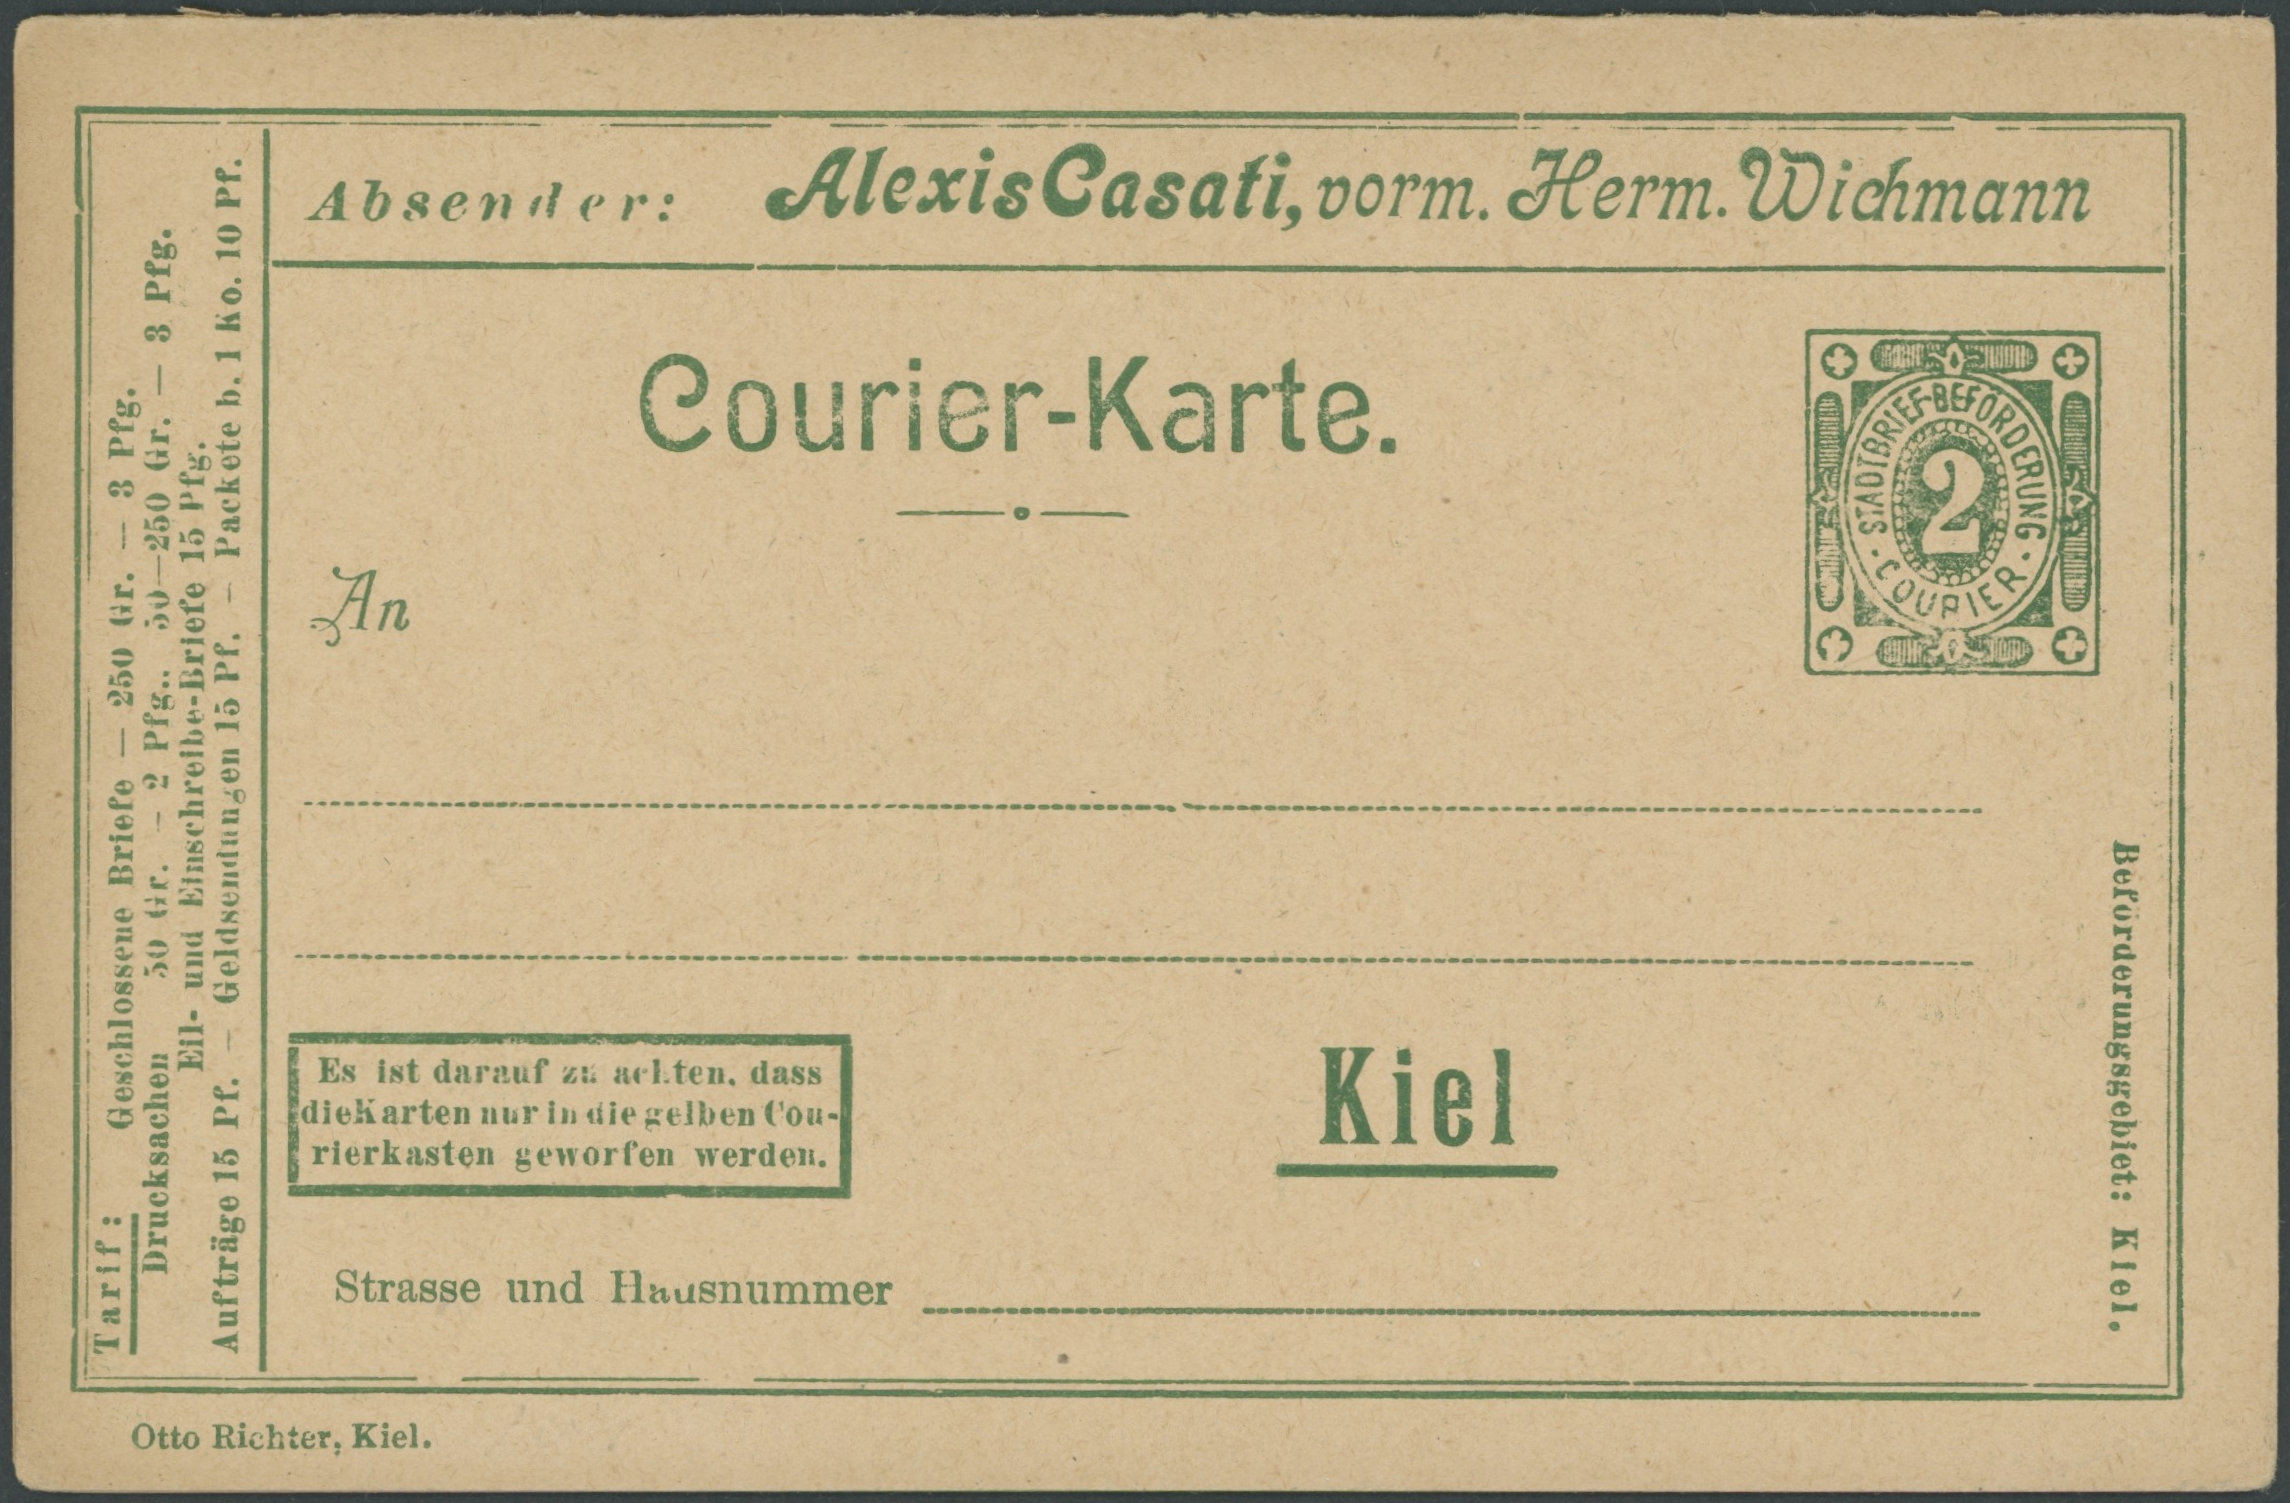 Absender: Alexis Casati, vorm. Herm. Wichmann
Courier-Karte.
STADTBRIEF-BEFÖRDERUNG
2
COURIER
An
Es ist darauf zu achten, dass
die Karten nur in die gelben Cou-
rierkasten geworfen werden.
Kiel
Strasse und Hausnummer
Tarif: Geschlossene Briefe — 250 Gr. — 3 Pfg.
Drucksachen 50 Gr. — 2 Pfg.. 50—250 Gr. — 3 Pfg.
Eil- und Einschreibe-Briefe 15 Pfg.
Aufträge 15 Pf. — Geldsendungen 15 Pf. — Packete b. 1 Ko. 10 Pf.
Beförderungsgebiet: Kiel.
Otto Richter, Kiel.